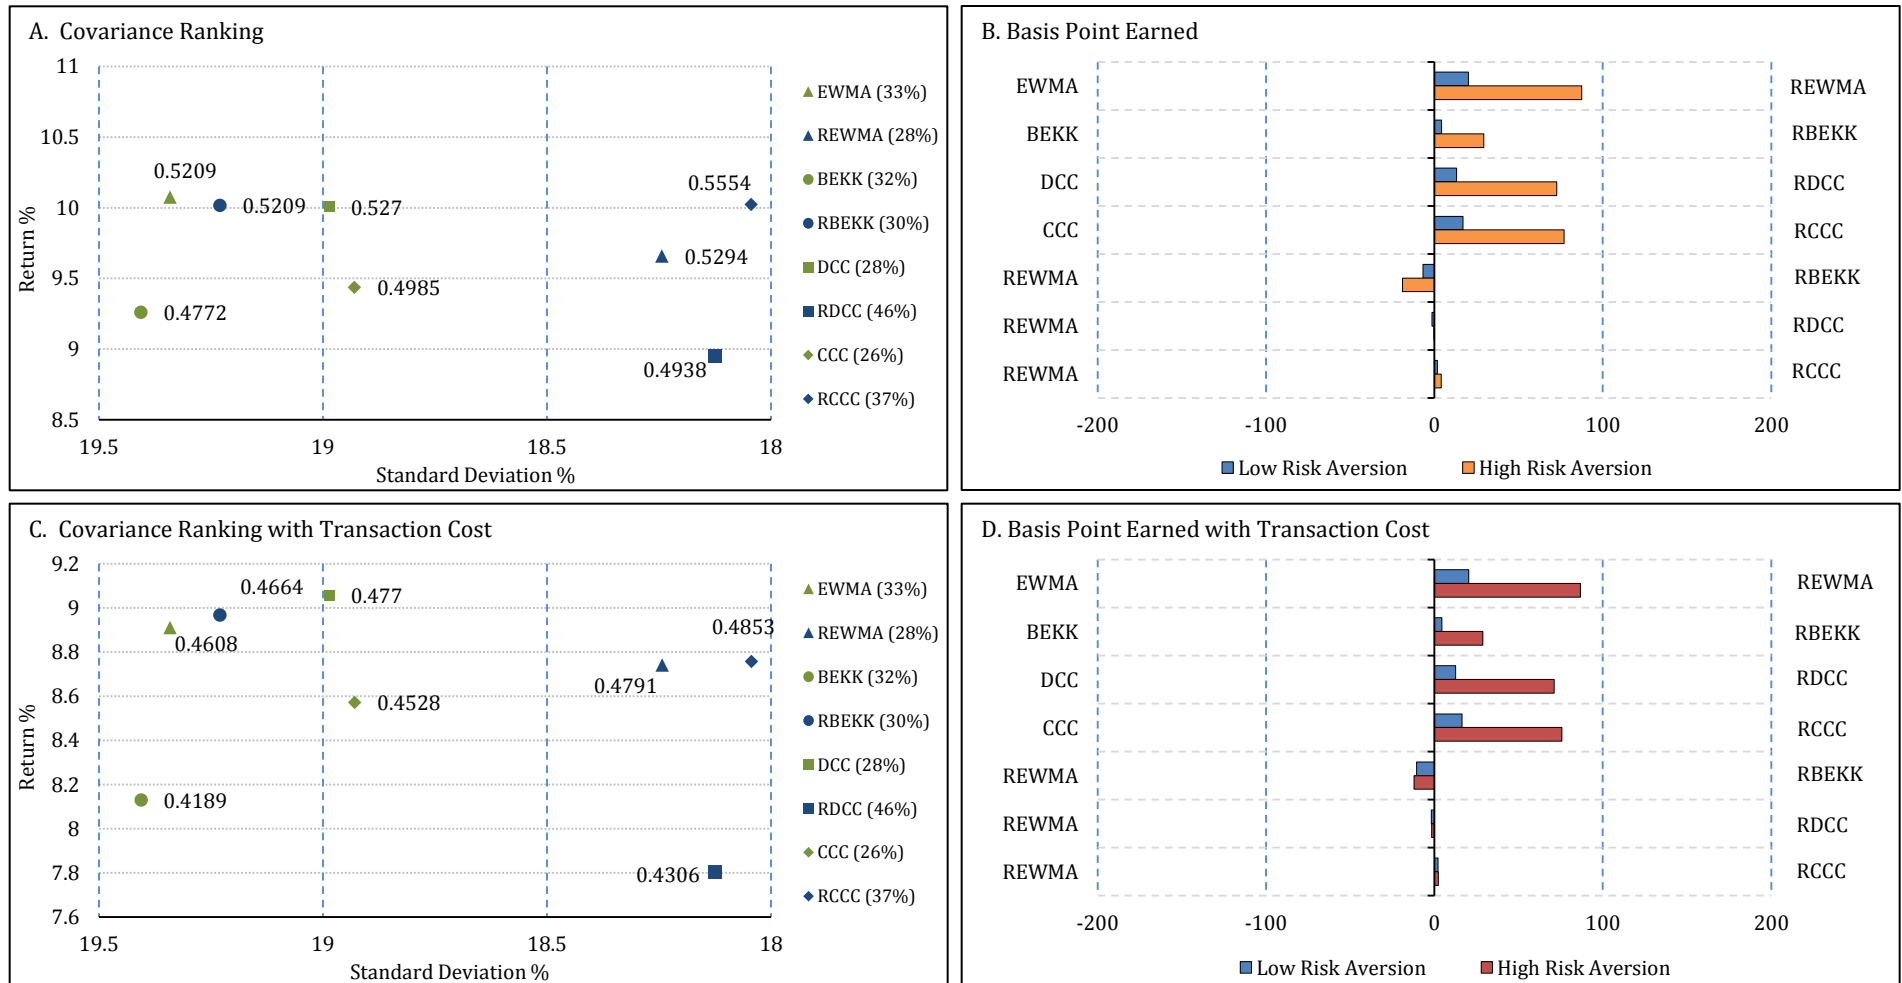 A. Covariance Ranking
11
10.5
10
9.5
9
8.5
Return %
19.5 19 18.5 18
Standard Deviation %
0.5209
0.5209
0.527
0.5554
0.5294
0.4985
0.4772
0.4938
EWMA (33%)
REWMA (28%)
BEKK (32%)
RBEKK (30%)
DCC (28%)
RDCC (46%)
CCC (26%)
RCCC (37%)
B. Basis Point Earned
EWMA REWMA
BEKK RBEKK
DCC RDCC
CCC RCCC
REWMA RBEKK
REWMA RDCC
REWMA RCCC
-200 -100 0 100 200
Low Risk Aversion High Risk Aversion
C. Covariance Ranking with Transaction Cost
9.2
9
8.8
8.6
8.4
8.2
8
7.8
7.6
Return %
19.5 19 18.5 18
Standard Deviation %
0.4664
0.477
0.4608
0.4853
0.4791
0.4528
0.4189
0.4306
EWMA (33%)
REWMA (28%)
BEKK (32%)
RBEKK (30%)
DCC (28%)
RDCC (46%)
CCC (26%)
RCCC (37%)
D. Basis Point Earned with Transaction Cost
EWMA REWMA
BEKK RBEKK
DCC RDCC
CCC RCCC
REWMA RBEKK
REWMA RDCC
REWMA RCCC
-200 -100 0 100 200
Low Risk Aversion High Risk Aversion